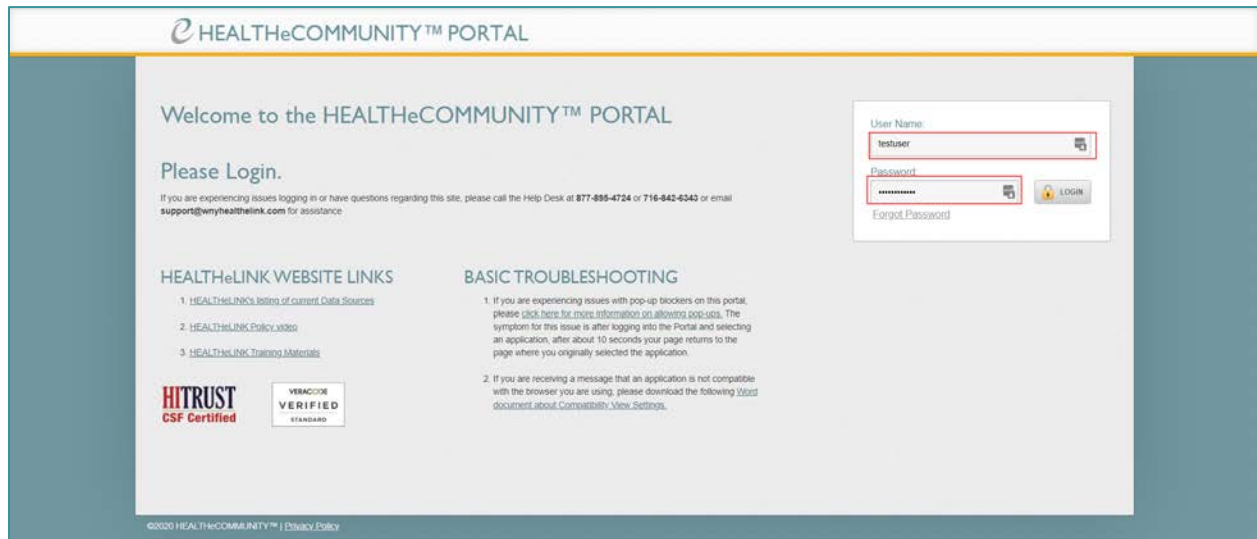 HEALTHeCOMMUNITY™ PORTAL
Welcome to the HEALTHeCOMMUNITY™ PORTAL
Please Login.
If you are experiencing issues logging in or have questions regarding this site, please call the Help Desk at 877-895-4724 or 716-842-6343 or email
support@wnyhealthelink.com for assistance
User Name:
testuser
Password:
••••••••••••
LOGIN
Forgot Password
HEALTHeLINK WEBSITE LINKS
1. HEALTHeLINK's listing of current Data Sources
2. HEALTHeLINK Policy video
3. HEALTHeLINK Training Materials
HITRUST
CSF Certified
VERACODE
VERIFIED
STANDARD
BASIC TROUBLESHOOTING
1. If you are experiencing issues with pop-up blockers on this portal,
please click here for more information on allowing pop-ups. The
symptom for this issue is after logging into the Portal and selecting
an application, after about 10 seconds your page returns to the
page where you originally selected the application.
2. If you are receiving a message that an application is not compatible
with the browser you are using, please download the following Word
document about Compatibility View Settings.
©2020 HEALTHeCOMMUNITY™ | Privacy Policy